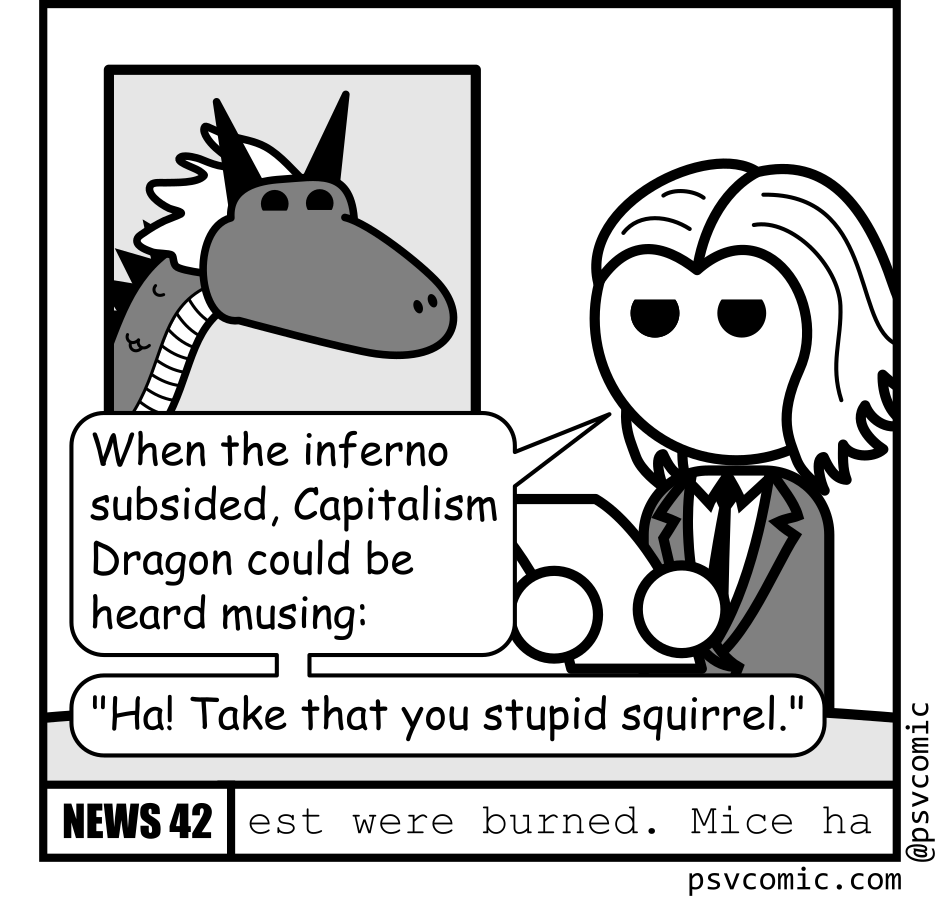 When the inferno
subsided, Capitalism
Dragon could be
heard musing:
"Ha! Take that you stupid squirrel."
NEWS 42
est were burned. Mice ha
@psvcomic
psvcomic.com